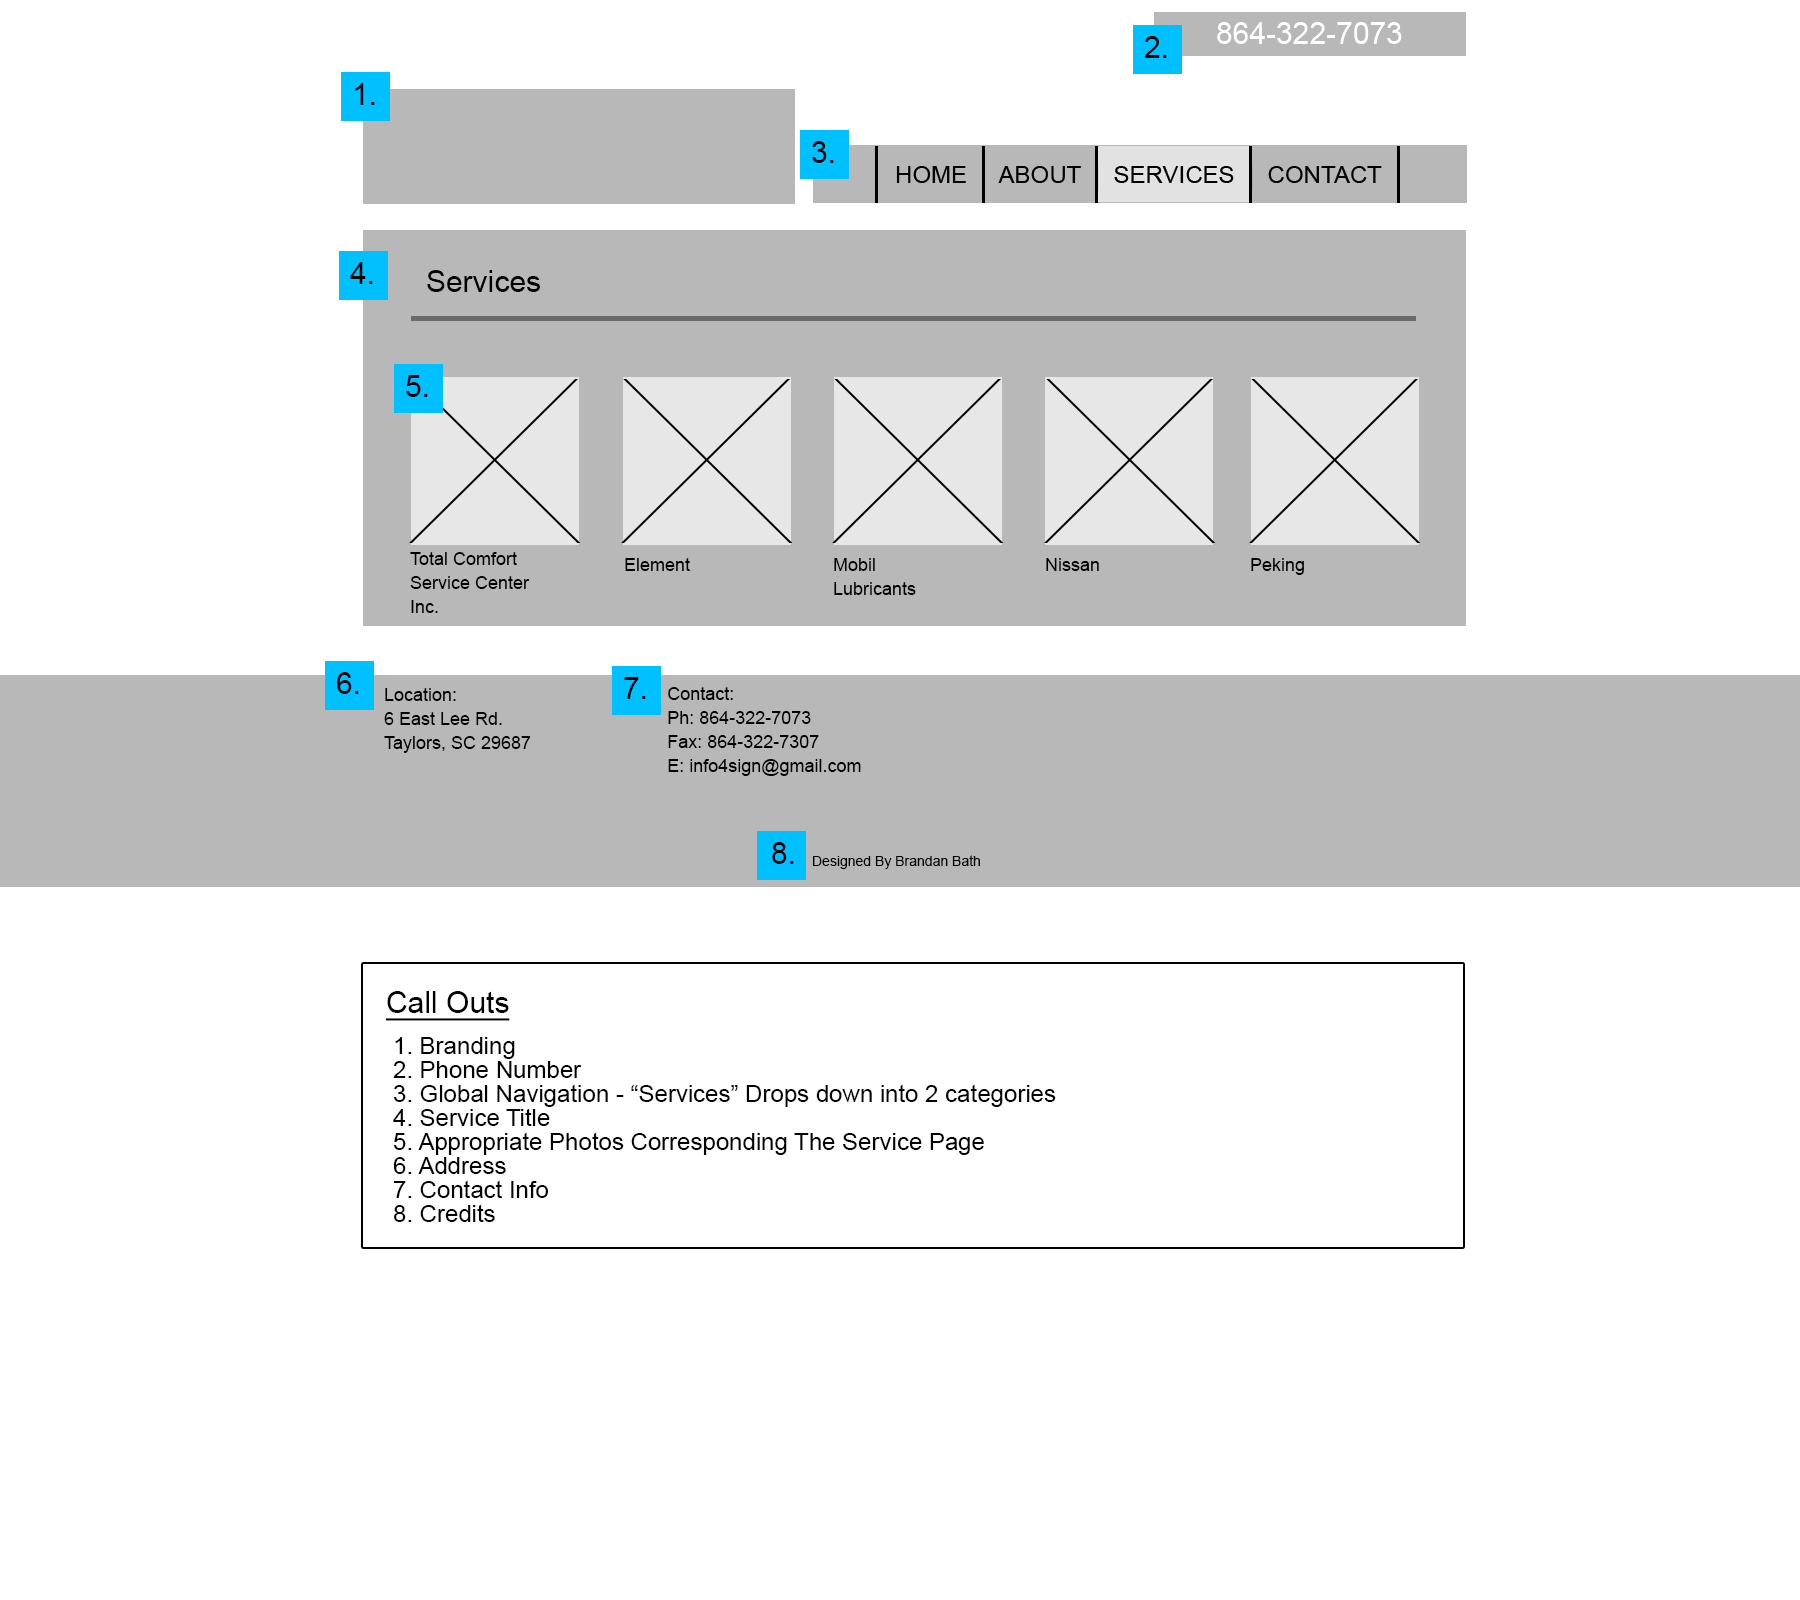 2.
864-322-7073
1.
3.
HOME
ABOUT
SERVICES
CONTACT
4.
Services
5.
Total Comfort
Service Center
Inc.
Element
Mobil
Lubricants
Nissan
Peking
6.
Location:
6 East Lee Rd.
Taylors, SC 29687
7.
Contact:
Ph: 864-322-7073
Fax: 864-322-7307
E: info4sign@gmail.com
8.
Designed By Brandan Bath
Call Outs
1. Branding
2. Phone Number
3. Global Navigation - “Services” Drops down into 2 categories
4. Service Title
5. Appropriate Photos Corresponding The Service Page
6. Address
7. Contact Info
8. Credits